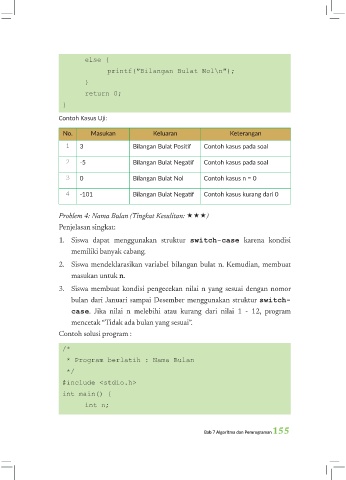 else {
printf("Bilangan Bulat Nol\n");
}
return 0;
}
Contoh Kasus Uji:
No. Masukan Keluaran Keterangan
1 3 Bilangan Bulat Positif Contoh kasus pada soal
2 -5 Bilangan Bulat Negatif Contoh kasus pada soal
3 0 Bilangan Bulat Nol Contoh kasus n = 0
4 -101 Bilangan Bulat Negatif Contoh kasus kurang dari 0
Problem 4: Nama Bulan (Tingkat Kesulitan: ★★★)
Penjelasan singkat:
1. Siswa dapat menggunakan struktur switch-case karena kondisi
memiliki banyak cabang.
2. Siswa mendeklarasikan variabel bilangan bulat n. Kemudian, membuat
masukan untuk n.
3. Siswa membuat kondisi pengecekan nilai n yang sesuai dengan nomor
bulan dari Januari sampai Desember menggunakan struktur switch-
case. Jika nilai n melebihi atau kurang dari nilai 1 - 12, program
mencetak “Tidak ada bulan yang sesuai”.
Contoh solusi program :
/*
* Program berlatih : Nama Bulan
*/
#include <stdio.h>
int main() {
int n;
Bab 7 Algoritma dan Pemrograman 155